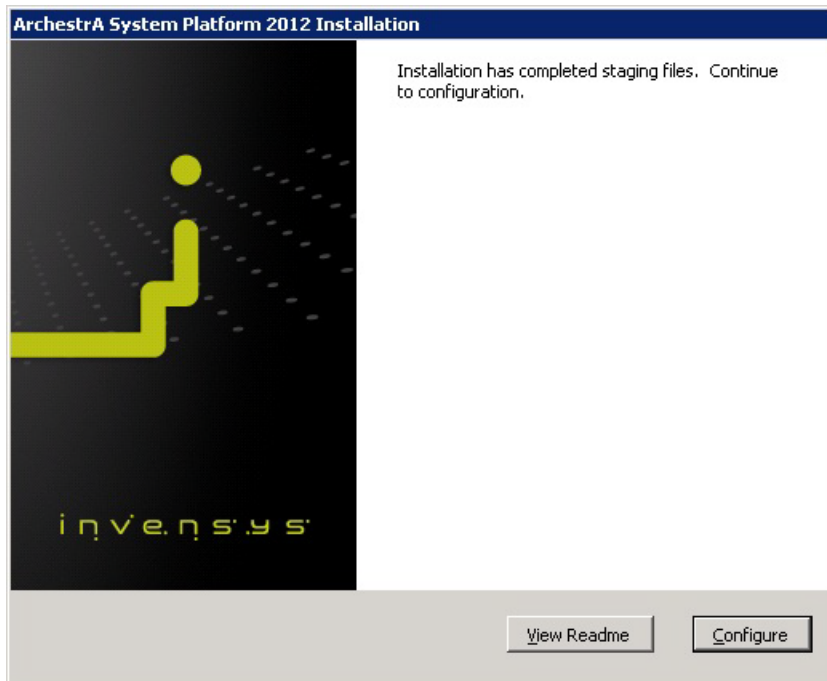 ArchestrA System Platform 2012 Installation
Installation has completed staging files.  Continue
to configuration.
invensys
View Readme
Configure